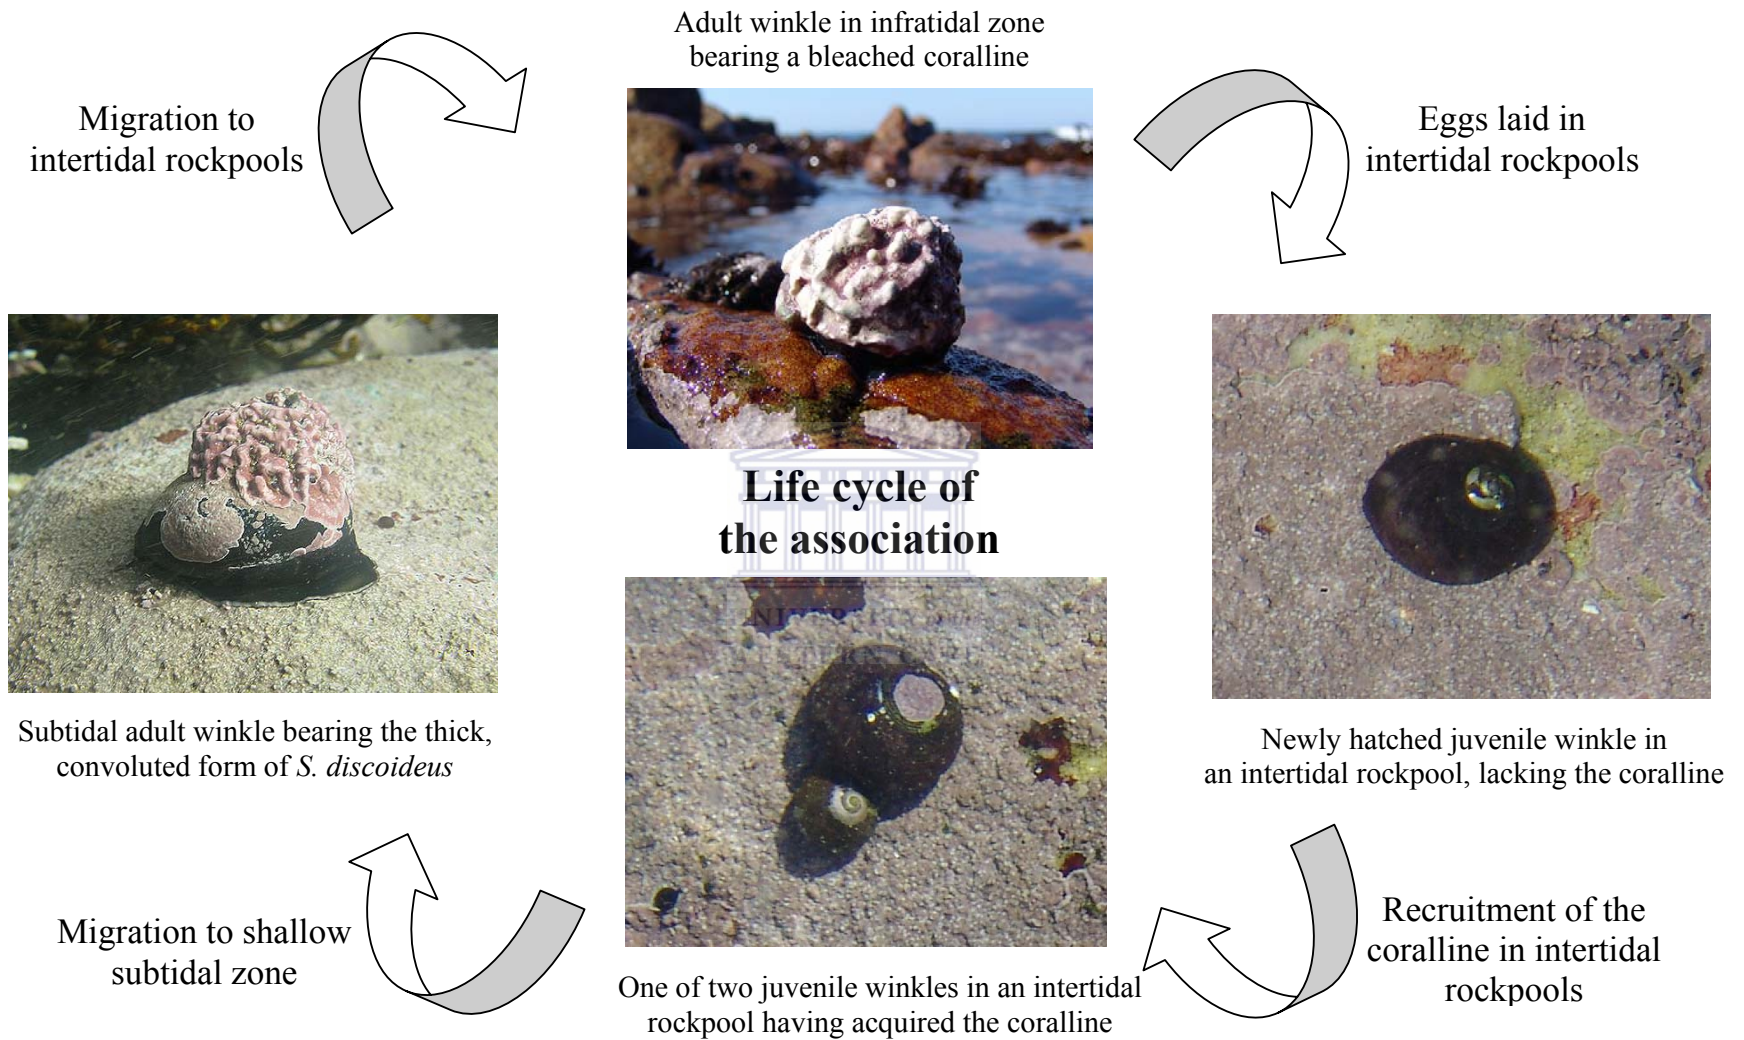 Adult winkle in infratidal zone
bearing a bleached coralline
Migration to
intertidal rockpools
Eggs laid in
intertidal rockpools
Life cycle of
the association
Subtidal adult winkle bearing the thick,
convoluted form of S. discoideus
Newly hatched juvenile winkle in
an intertidal rockpool, lacking the coralline
Migration to shallow
subtidal zone
One of two juvenile winkles in an intertidal
rockpool having acquired the coralline
Recruitment of the
coralline in intertidal
rockpools